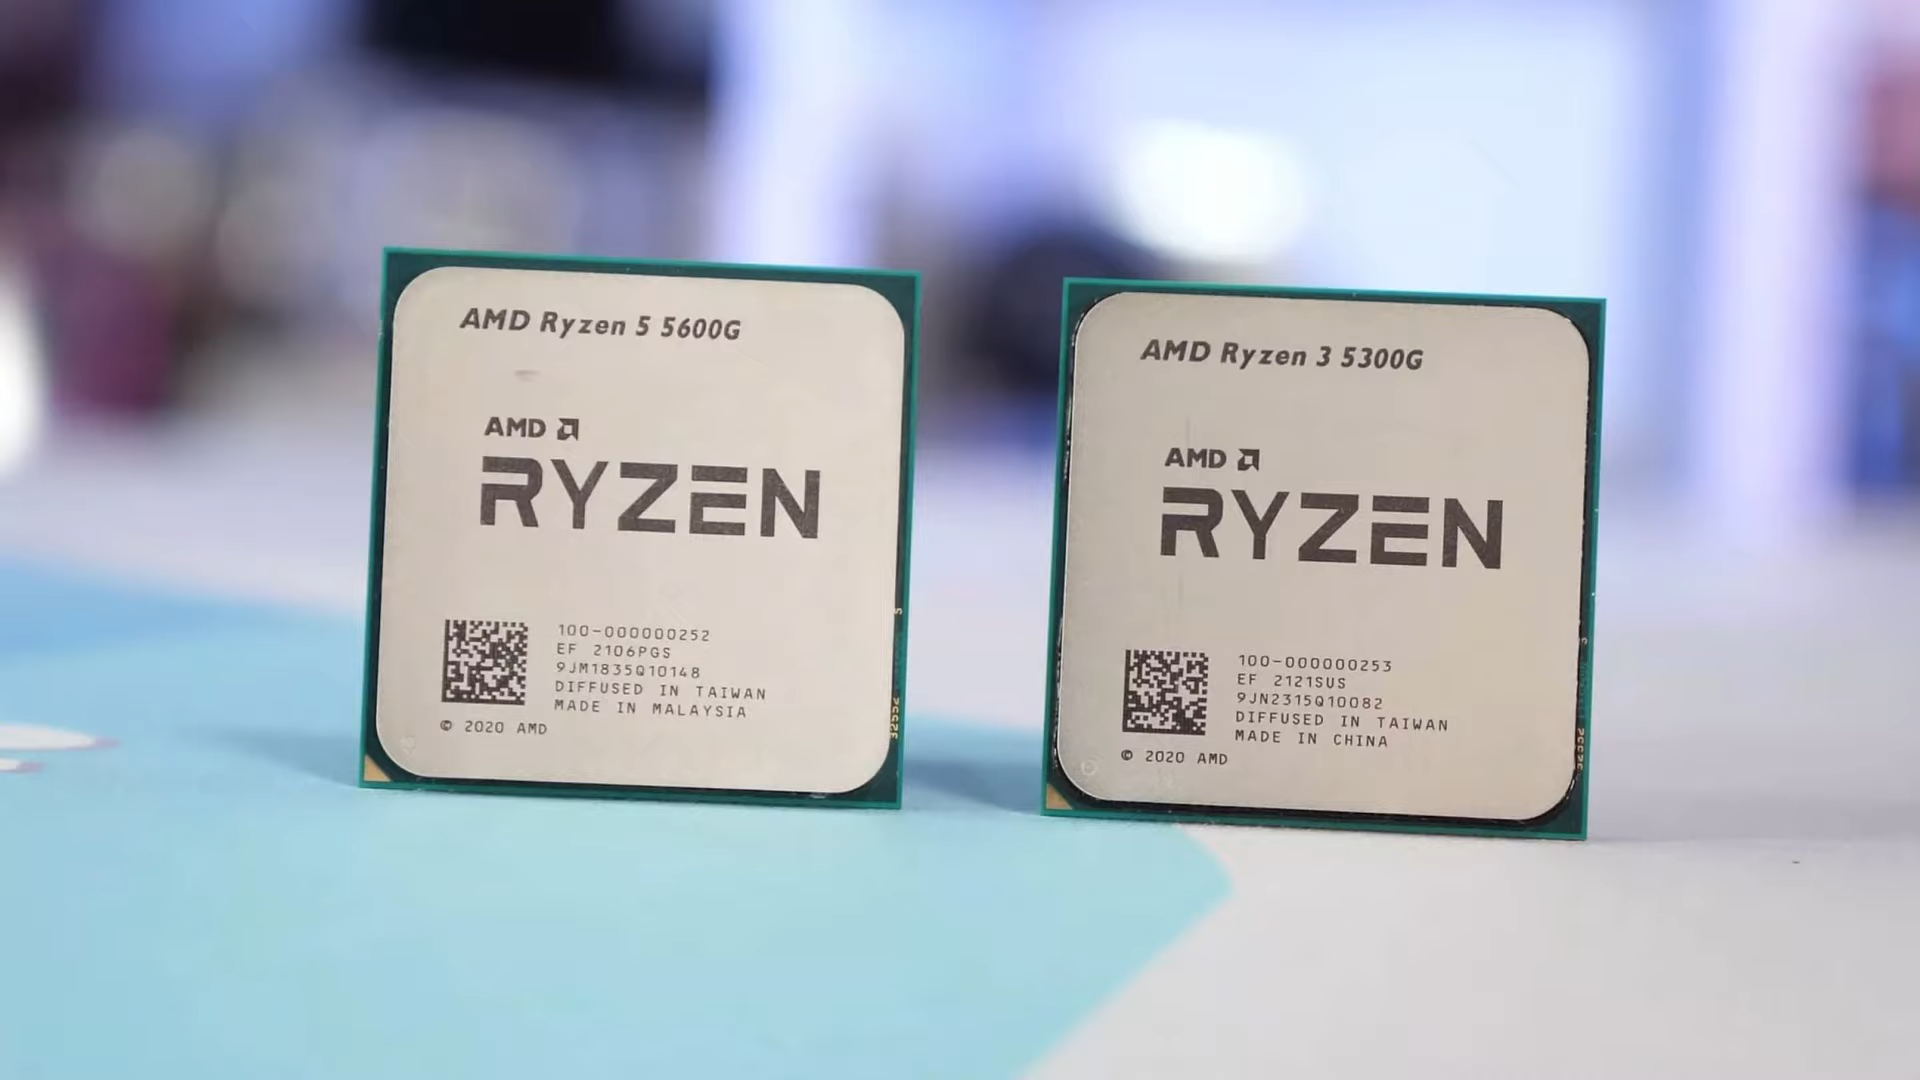 AMD Ryzen 5 5600G
AMD
RYZEN
100-000000252
EF 2106PGS
9JM1835Q10148
DIFFUSED IN TAIWAN
MADE IN MALAYSIA
© 2020 AMD
AMD Ryzen 3 5300G
AMD
RYZEN
100-000000253
EF 2121SUS
9JN2315Q10082
DIFFUSED IN TAIWAN
MADE IN CHINA
© 2020 AMD